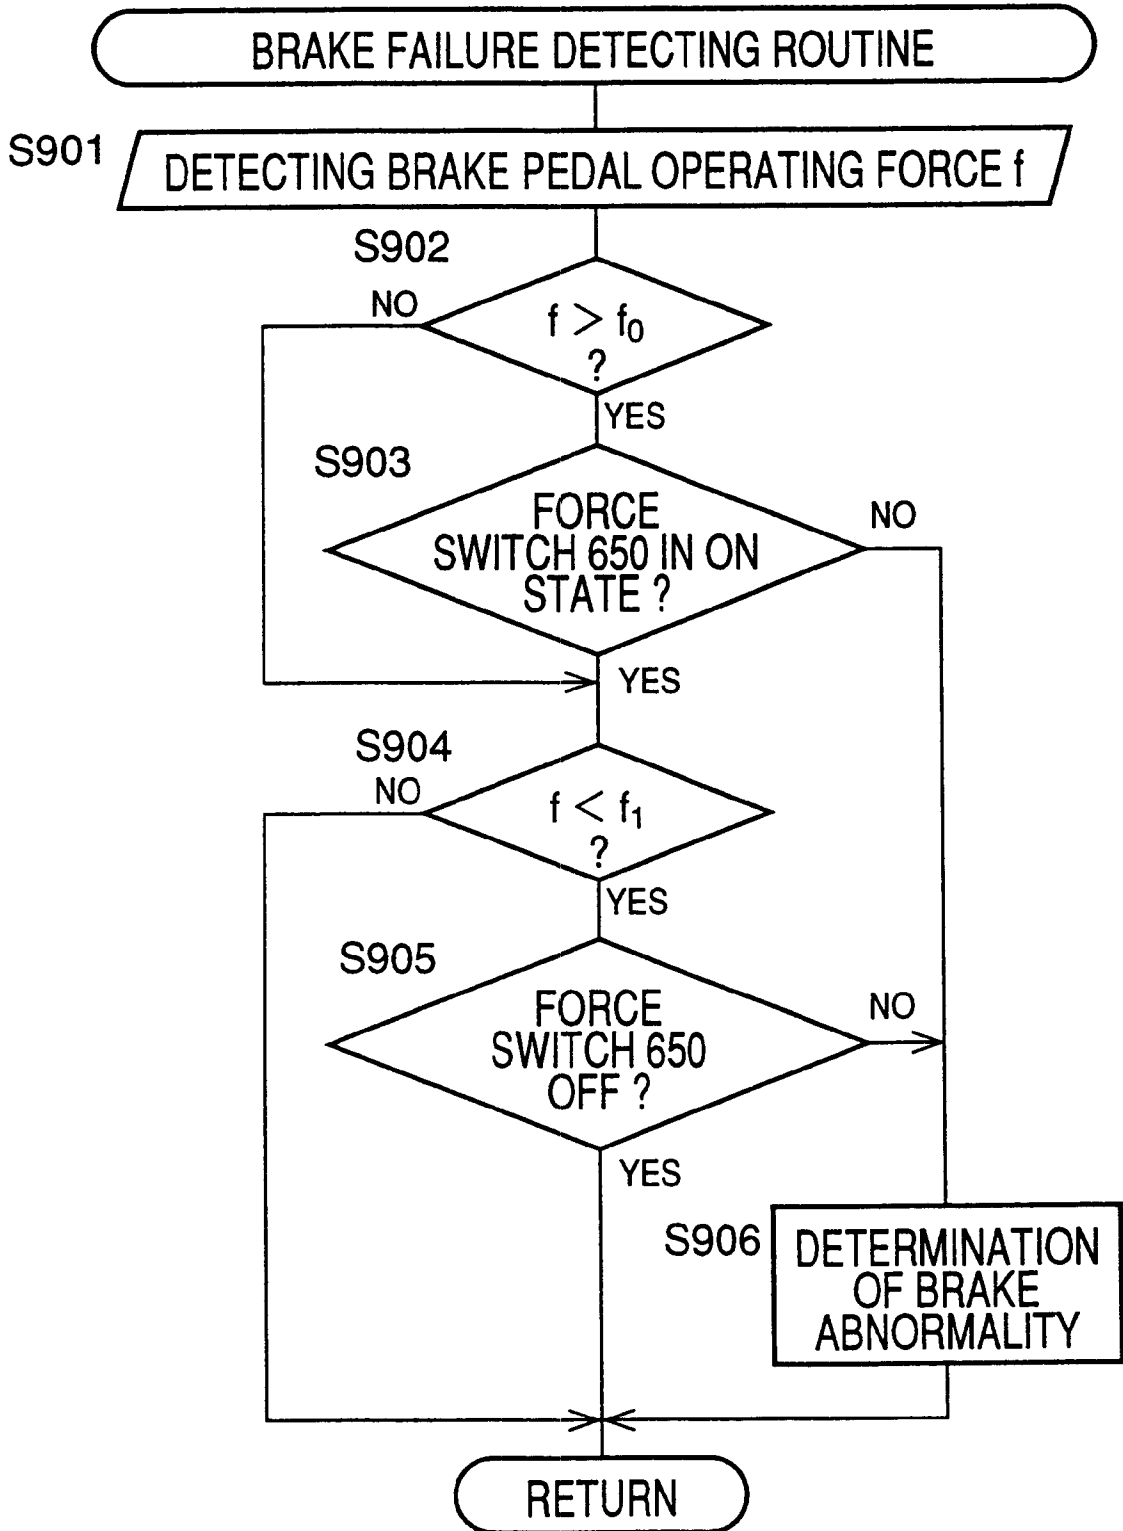 BRAKE FAILURE DETECTING ROUTINE
S901
DETECTING BRAKE PEDAL OPERATING FORCE f
S902
NO
f > f₀
?
YES
S903
FORCE
SWITCH 650 IN ON
STATE ?
NO
YES
S904
NO
f < f₁
?
YES
S905
FORCE
SWITCH 650
OFF ?
NO
YES
S906
DETERMINATION
OF BRAKE
ABNORMALITY
RETURN